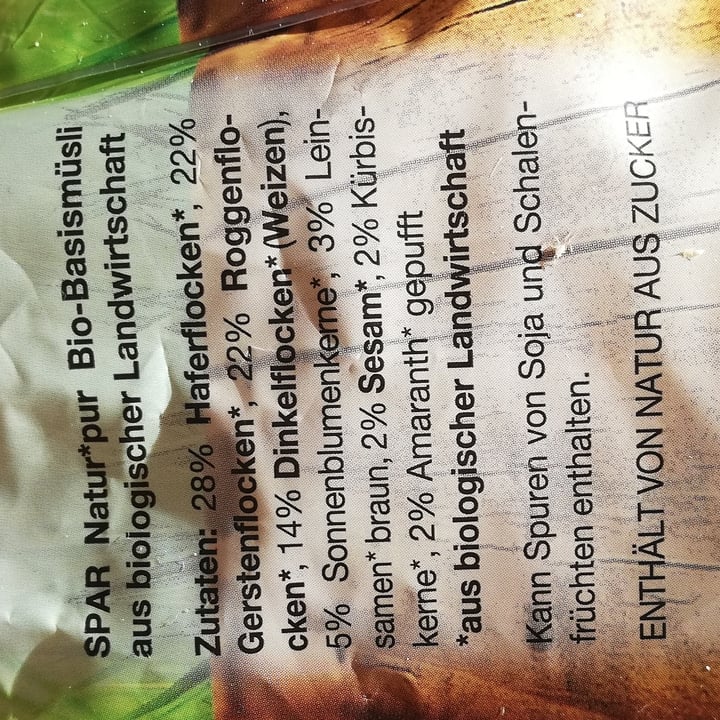 SPAR Natur*pur Bio-Basismüsli
aus biologischer Landwirtschaft
Zutaten: 28% Haferflocken*, 22%
Gerstenflocken*, 22% Roggenflo-
cken*, 14% Dinkelflocken* (Weizen),
5% Sonnenblumenkerne*, 3% Lein-
samen* braun, 2% Sesam*, 2% Kürbis-
kerne*, 2% Amaranth* gepufft
*aus biologischer Landwirtschaft
Kann Spuren von Soja und Schalen-
früchten enthalten.
ENTHÄLT VON NATUR AUS ZUCKER